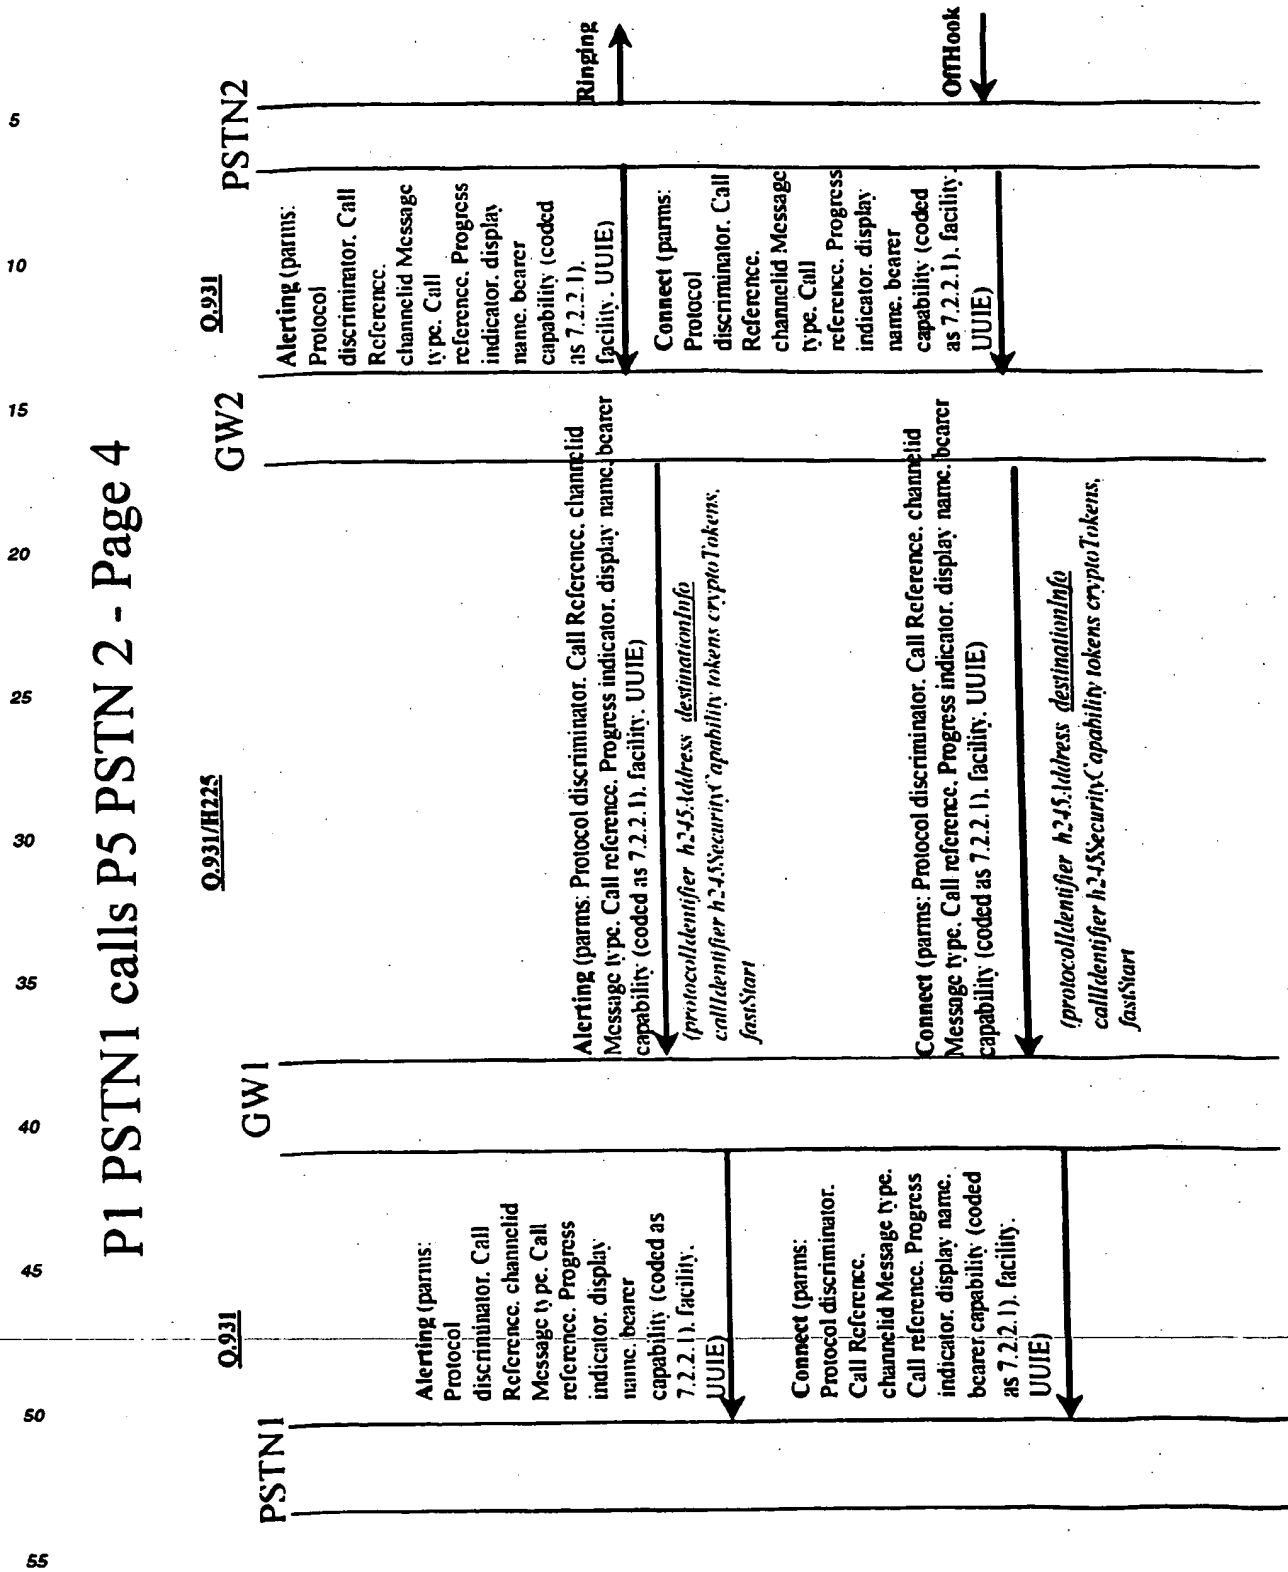 P1 PSTN1 calls P5 PSTN 2 - Page 4
Q.931
Q.931/H225
Q.931
PSTN1
GW1
GW2
PSTN2
Ringing
Alerting (parms:
Protocol
discriminator. Call
Reference.
channelid Message
type. Call
reference. Progress
indicator. display
name. bearer
capability (coded
as 7.2.2.1).
facility. UUIE)
Alerting (parms: Protocol discriminator. Call Reference. channelid
Message type. Call reference. Progress indicator. display name. bearer
capability (coded as 7.2.2.1). facility. UUIE)
(protocolIdentifier h245Address destinationInfo
callIdentifier h245SecurityCapability tokens cryptoTokens,
fastStart
Alerting (parms:
Protocol
discriminator. Call
Reference. channelid
Message type. Call
reference. Progress
indicator. display
name. bearer
capability (coded as
7.2.2.1). facility.
UUIE)
OffHook
Connect (parms:
Protocol
discriminator. Call
Reference.
channelid Message
type. Call
reference. Progress
indicator. display
name. bearer
capability (coded
as 7.2.2.1). facility.
UUIE)
Connect (parms: Protocol discriminator. Call Reference. channelid
Message type. Call reference. Progress indicator. display name. bearer
capability (coded as 7.2.2.1). facility. UUIE)
(protocolIdentifier h245Address destinationInfo
callIdentifier h245SecurityCapability tokens cryptoTokens,
fastStart
Connect (parms:
Protocol discriminator.
Call Reference.
channelid Message type.
Call reference. Progress
indicator. display name.
bearer capability (coded
as 7.2.2.1). facility.
UUIE)
5
10
15
20
25
30
35
40
45
50
55